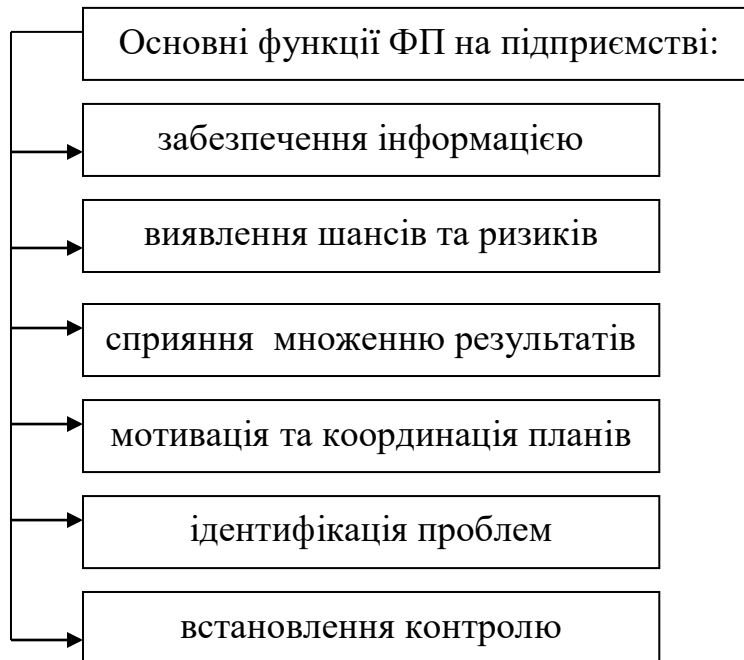 Основні функції ФП на підприємстві:
забезпечення інформацією
виявлення шансів та ризиків
сприяння  множенню результатів
мотивація та координація планів
ідентифікація проблем
встановлення контролю